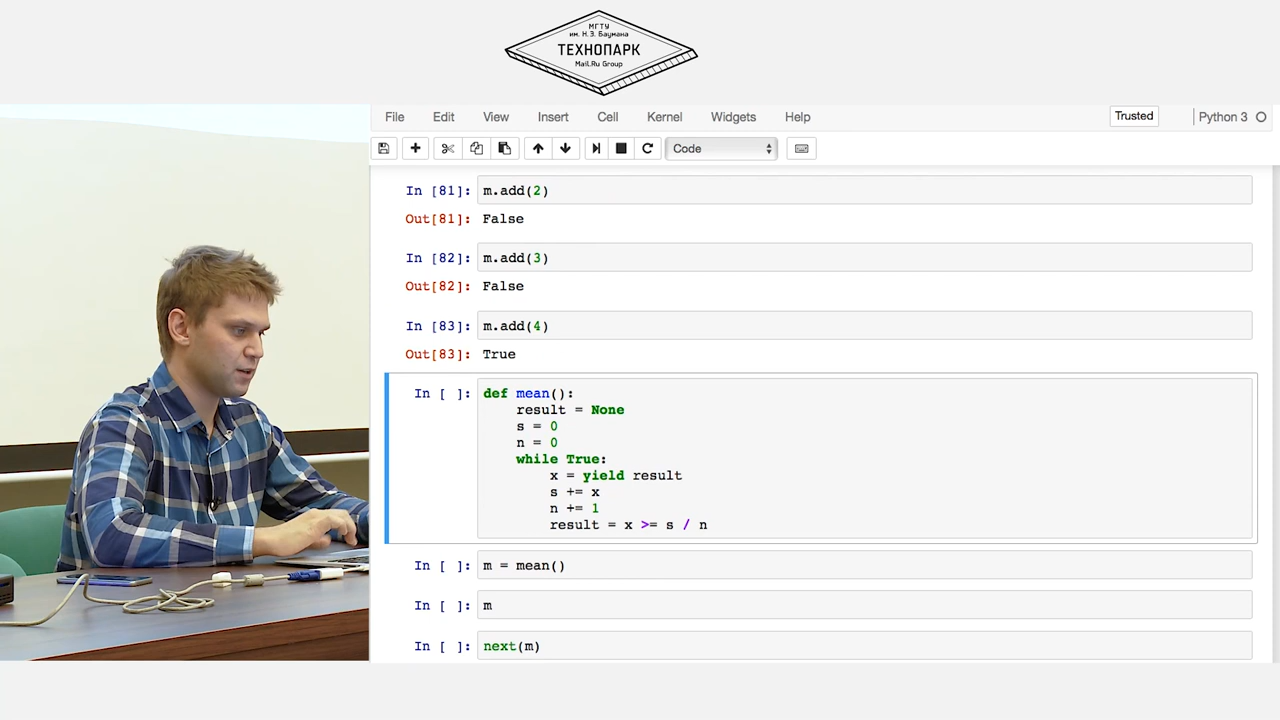 МГТУ
им. Н.Э. Баумана
ТЕХНОПАРК
Mail.Ru Group
File Edit View Insert Cell Kernel Widgets Help Trusted Python 3
Code
In [81]: m.add(2)
Out[81]: False
In [82]: m.add(3)
Out[82]: False
In [83]: m.add(4)
Out[83]: True
In [ ]: def mean():
result = None
s = 0
n = 0
while True:
x = yield result
s += x
n += 1
result = x >= s / n
In [ ]: m = mean()
In [ ]: m
In [ ]: next(m)